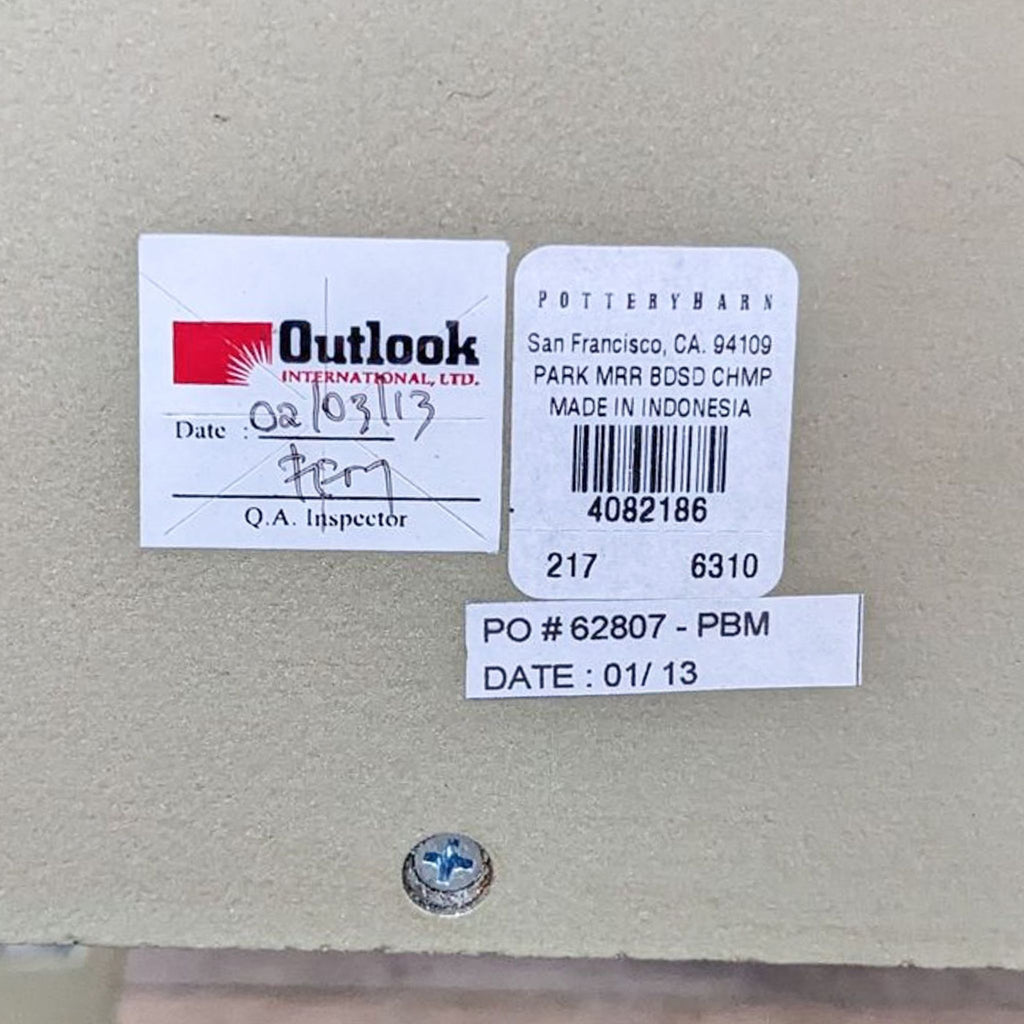 Outlook
INTERNATIONAL, LTD.
Date : 02/03/13
Q.A. Inspector
POTTERYBARN
San Francisco, CA. 94109
PARK MRR BDSD CHMP
MADE IN INDONESIA
4082186
217 6310
PO # 62807 - PBM
DATE : 01/ 13